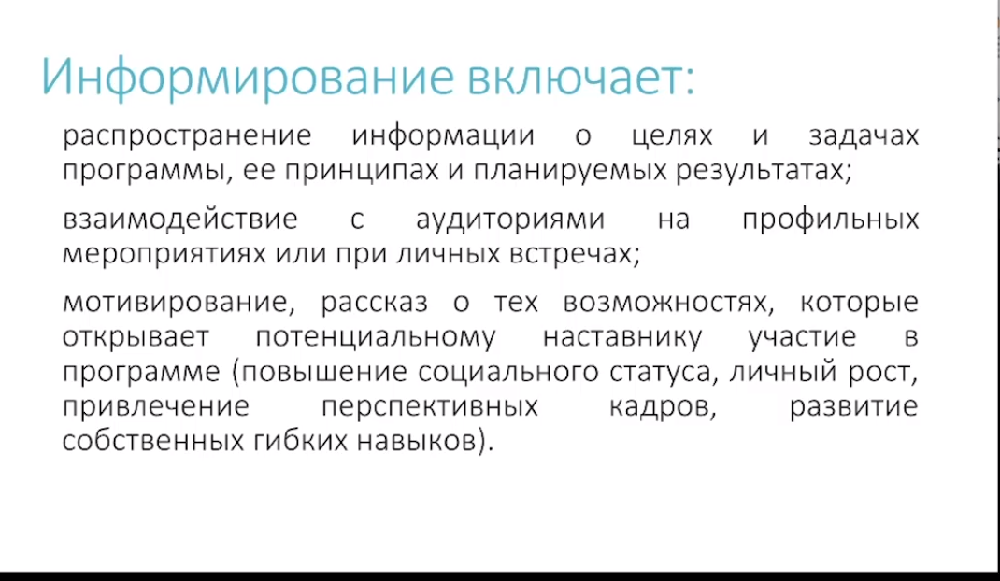 Информирование включает:
распространение информации о целях и задачах
программы, ее принципах и планируемых результатах;
взаимодействие с аудиториями на профильных
мероприятиях или при личных встречах;
мотивирование, рассказ о тех возможностях, которые
открывает потенциальному наставнику участие в
программе (повышение социального статуса, личный рост,
привлечение перспективных кадров, развитие
собственных гибких навыков).